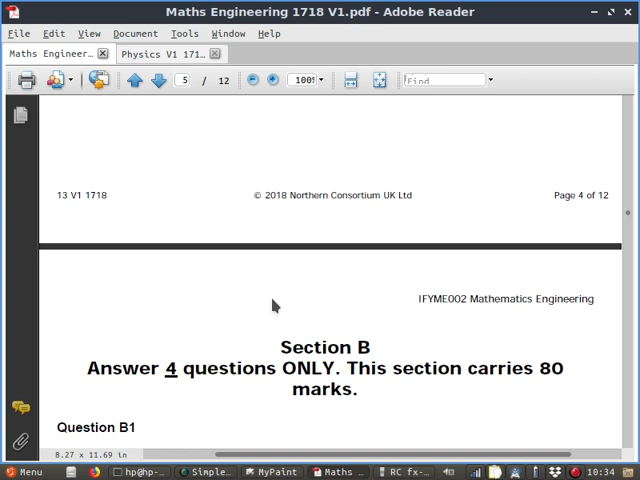 Maths Engineering 1718 V1.pdf - Adobe Reader
File Edit View Document Tools Window Help
Maths Engineer... Physics V1 171...
5 / 12 100% Find
13 V1 1718 © 2018 Northern Consortium UK Ltd Page 4 of 12
IFYME002 Mathematics Engineering
Section B
Answer 4 questions ONLY. This section carries 80
marks.
Question B1
8.27 x 11.69 in
Menu hp@hp-... Simple... MyPaint Maths ... RC fx-... 10:34